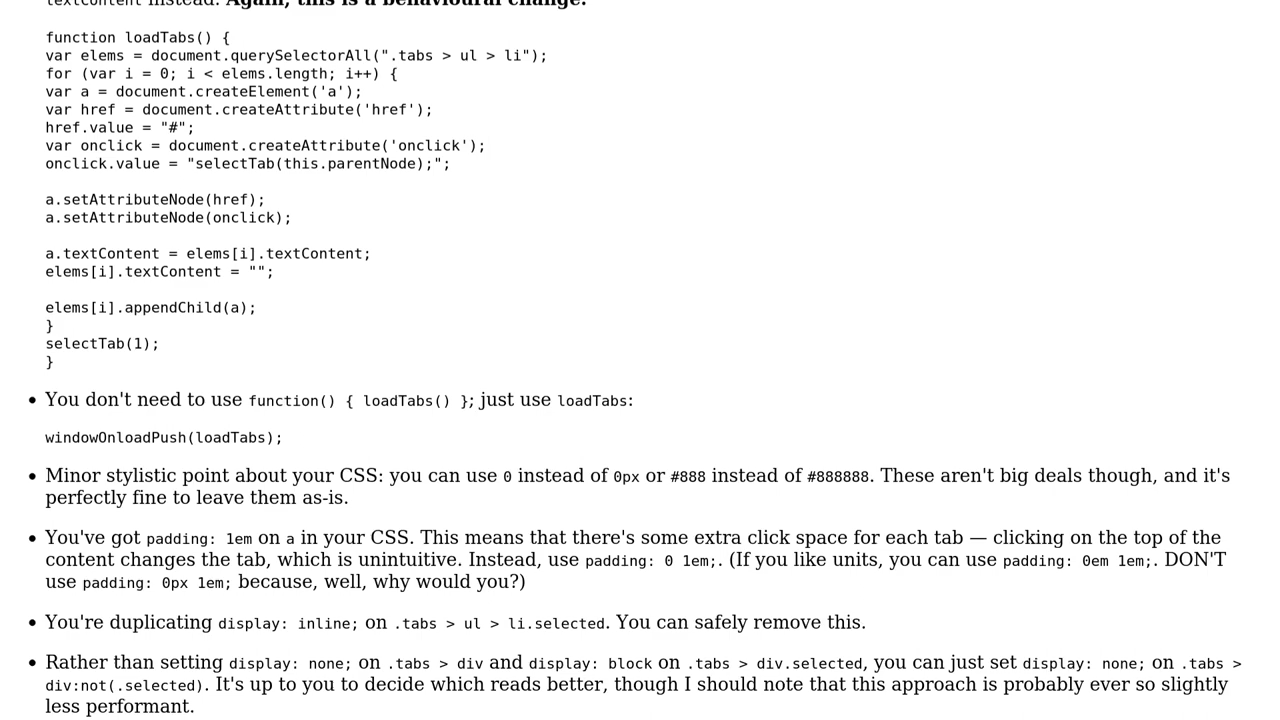 textContent instead. Again, this is a behavioural change.
function loadTabs() {
var elems = document.querySelectorAll(".tabs > ul > li");
for (var i = 0; i < elems.length; i++) {
var a = document.createElement('a');
var href = document.createAttribute('href');
href.value = "#";
var onclick = document.createAttribute('onclick');
onclick.value = "selectTab(this.parentNode);";
a.setAttributeNode(href);
a.setAttributeNode(onclick);
a.textContent = elems[i].textContent;
elems[i].textContent = "";
elems[i].appendChild(a);
}
selectTab(1);
}
• You don't need to use function() { loadTabs() }; just use loadTabs:
windowOnloadPush(loadTabs);
• Minor stylistic point about your CSS: you can use 0 instead of 0px or #888 instead of #888888. These aren't big deals though, and it's
perfectly fine to leave them as-is.
• You've got padding: 1em on a in your CSS. This means that there's some extra click space for each tab — clicking on the top of the
content changes the tab, which is unintuitive. Instead, use padding: 0 1em;. (If you like units, you can use padding: 0em 1em;. DON'T
use padding: 0px 1em; because, well, why would you?)
• You're duplicating display: inline; on .tabs > ul > li.selected. You can safely remove this.
• Rather than setting display: none; on .tabs > div and display: block on .tabs > div.selected, you can just set display: none; on .tabs >
div:not(.selected). It's up to you to decide which reads better, though I should note that this approach is probably ever so slightly
less performant.